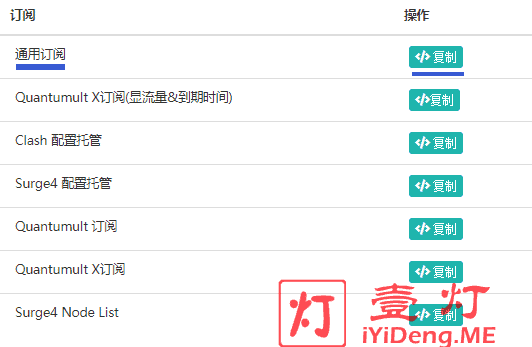 订阅 操作
通用订阅 </> 复制
Quantumult X订阅(显流量&到期时间) </> 复制
Clash 配置托管 </> 复制
Surge4 配置托管 </> 复制
Quantumult 订阅 </> 复制
Quantumult X订阅 </> 复制
Surge4 Node List </> 复制
灯 壹灯
iYiDeng.ME